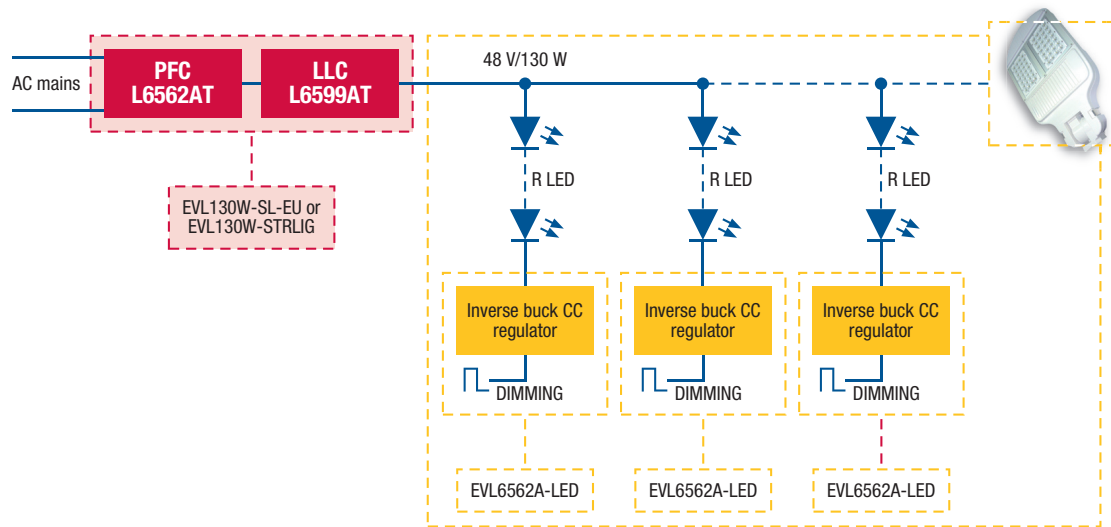 AC mains
PFC
L6562AT
LLC
L6599AT
48 V/130 W
EVL130W-SL-EU or
EVL130W-STRLIG
R LED
R LED
R LED
Inverse buck CC
regulator
Inverse buck CC
regulator
Inverse buck CC
regulator
DIMMING
DIMMING
DIMMING
EVL6562A-LED
EVL6562A-LED
EVL6562A-LED